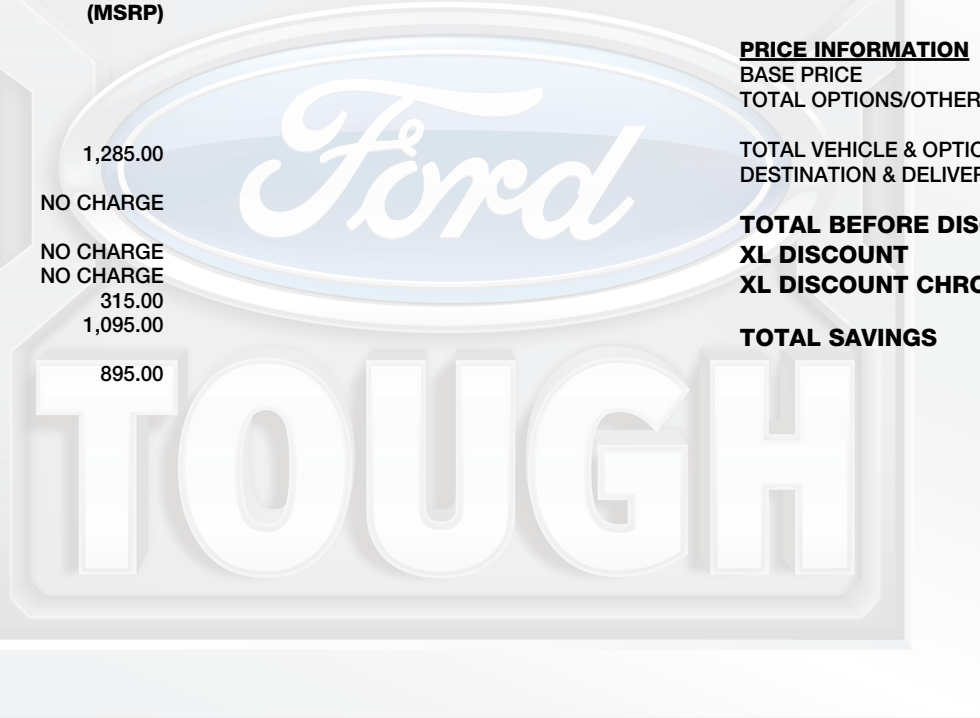 (MSRP)
1,285.00
NO CHARGE
NO CHARGE
NO CHARGE
315.00
1,095.00
895.00
PRICE INFORMATION
BASE PRICE
TOTAL OPTIONS/OTHER
TOTAL VEHICLE & OPTIO
DESTINATION & DELIVER
TOTAL BEFORE DIS
XL DISCOUNT
XL DISCOUNT CHRO
TOTAL SAVINGS
Ford
TOUGH